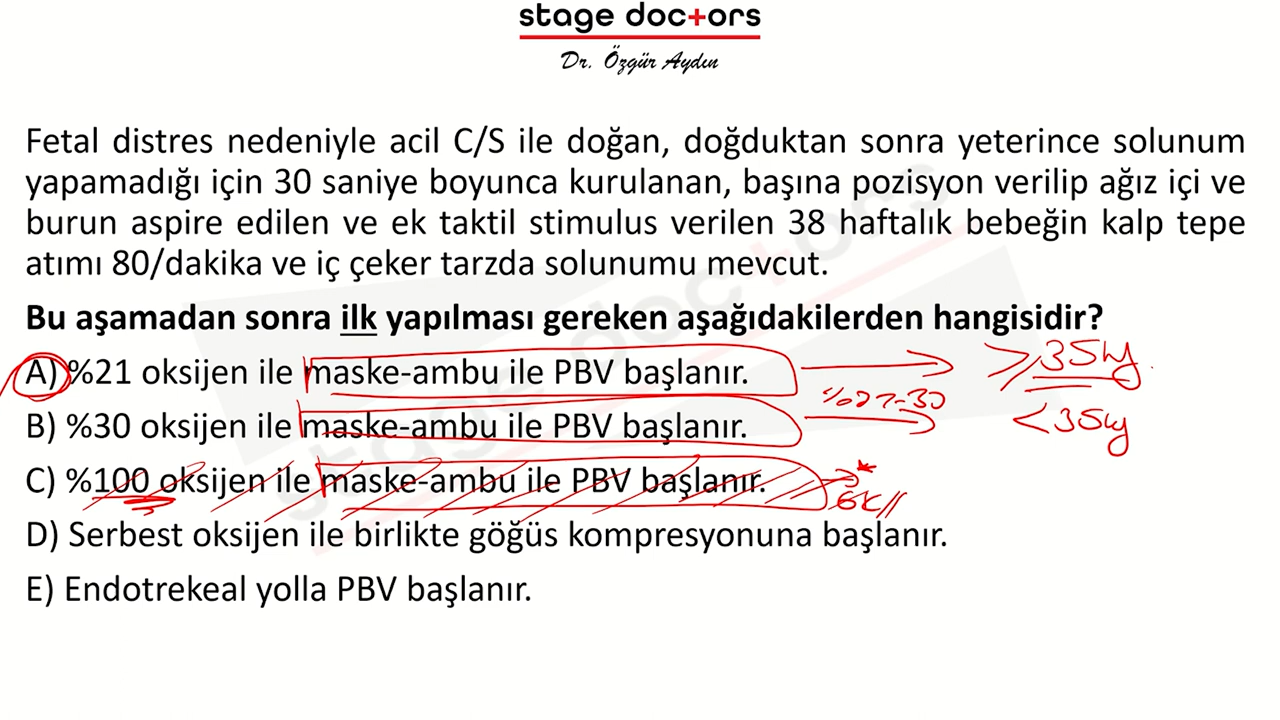 stage doctors
Dr. Özgür Aydın
Fetal distres nedeniyle acil C/S ile doğan, doğduktan sonra yeterince solunum
yapamadığı için 30 saniye boyunca kurulanan, başına pozisyon verilip ağız içi ve
burun aspire edilen ve ek taktil stimulus verilen 38 haftalık bebeğin kalp tepe
atımı 80/dakika ve iç çeker tarzda solunumu mevcut.
Bu aşamadan sonra ilk yapılması gereken aşağıdakilerden hangisidir?
A) %21 oksijen ile maske-ambu ile PBV başlanır.
≥35
B) %30 oksijen ile maske-ambu ile PBV başlanır.
<35
C) %100 oksijen ile maske-ambu ile PBV başlanır.
D) Serbest oksijen ile birlikte göğüs kompresyonuna başlanır.
E) Endotrekeal yolla PBV başlanır.